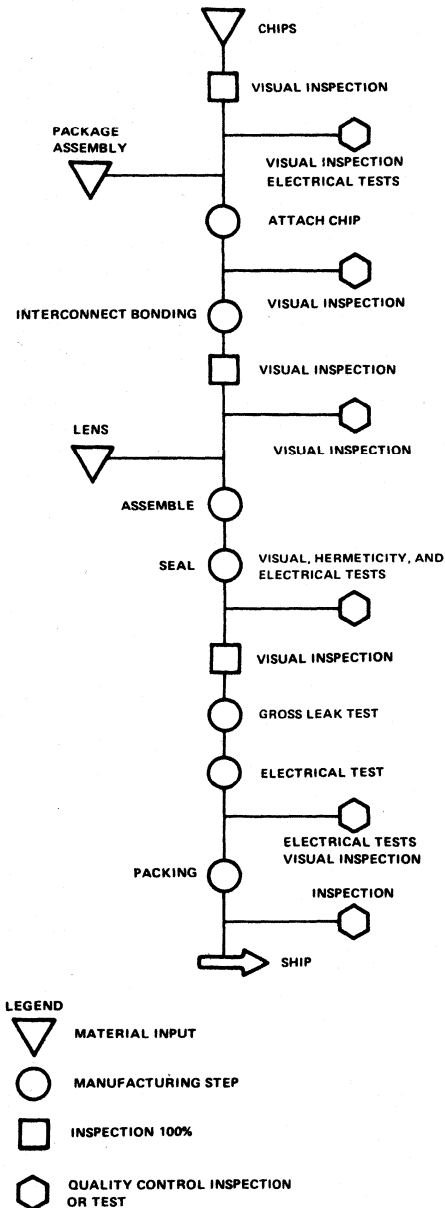 CHIPS
VISUAL INSPECTION
PACKAGE
ASSEMBLY
VISUAL INSPECTION
ELECTRICAL TESTS
ATTACH CHIP
VISUAL INSPECTION
INTERCONNECT BONDING
VISUAL INSPECTION
LENS
VISUAL INSPECTION
ASSEMBLE
SEAL
VISUAL, HERMETICITY, AND
ELECTRICAL TESTS
VISUAL INSPECTION
GROSS LEAK TEST
ELECTRICAL TEST
ELECTRICAL TESTS
VISUAL INSPECTION
PACKING
INSPECTION
SHIP
LEGEND
MATERIAL INPUT
MANUFACTURING STEP
INSPECTION 100%
QUALITY CONTROL INSPECTION
OR TEST